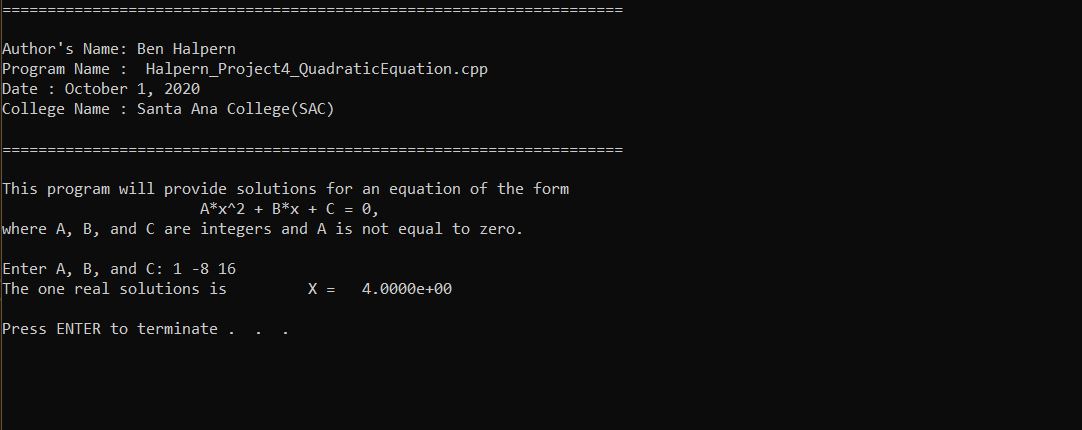 =====================================================================
Author's Name: Ben Halpern
Program Name :  Halpern_Project4_QuadraticEquation.cpp
Date : October 1, 2020
College Name : Santa Ana College(SAC)
=====================================================================
This program will provide solutions for an equation of the form
A*x^2 + B*x + C = 0,
where A, B, and C are integers and A is not equal to zero.
Enter A, B, and C: 1 -8 16
The one real solutions is         X =   4.0000e+00
Press ENTER to terminate .  .  .